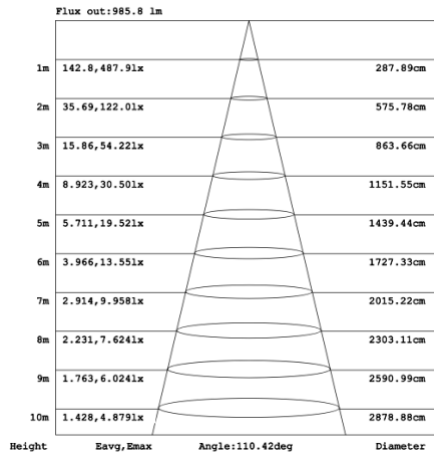 Flux out:985.8 lm
1m 142.8,487.9lx 287.89cm
2m 35.69,122.0lx 575.78cm
3m 15.86,54.22lx 863.66cm
4m 8.923,30.50lx 1151.55cm
5m 5.711,19.52lx 1439.44cm
6m 3.966,13.55lx 1727.33cm
7m 2.914,9.958lx 2015.22cm
8m 2.231,7.624lx 2303.11cm
9m 1.763,6.024lx 2590.99cm
10m 1.428,4.879lx 2878.88cm
Height Eavg,Emax Angle:110.42deg Diameter